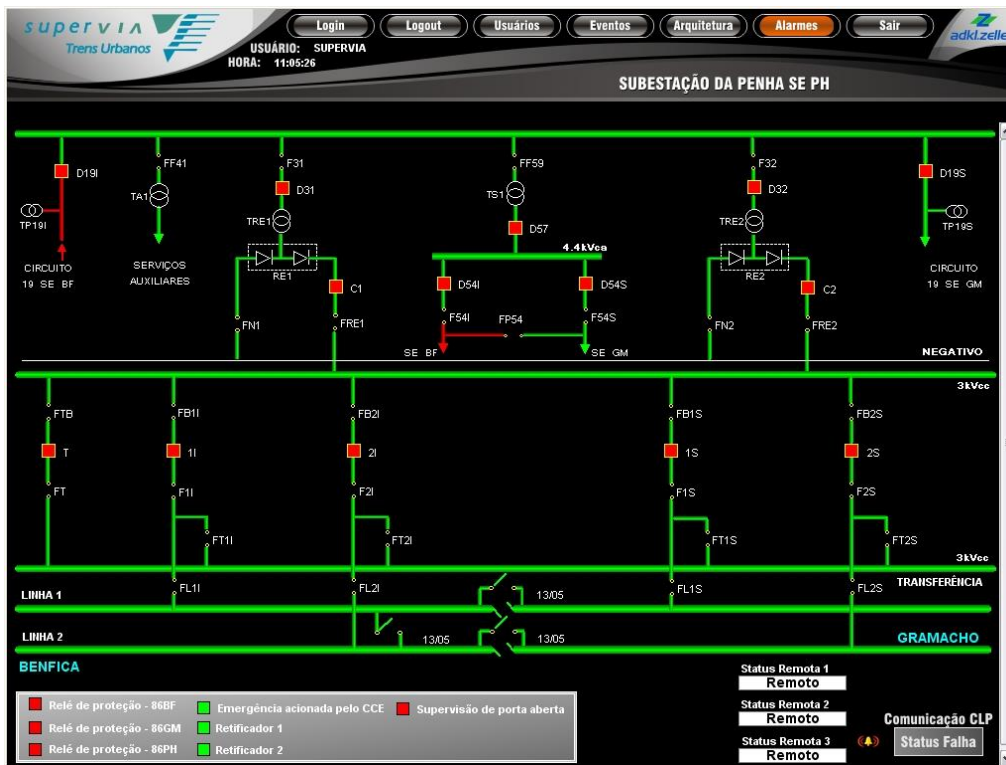 supervia
Trens Urbanos
Login
Logout
Usuários
Eventos
Arquitetura
Alarmes
Sair
adkl.zeller
USUÁRIO: SUPERVIA
HORA: 11:05:26
SUBESTAÇÃO DA PENHA SE PH
D19I
FF41
F31
FF59
F32
D19S
TA1
D31
TS1
D32
TP19I
TRE1
D57
TRE2
TP19S
4.4kVca
CIRCUITO
19 SE BF
SERVIÇOS
AUXILIARES
RE1
RE2
CIRCUITO
19 SE GM
C1
D54I
D54S
C2
FN1
FRE1
F54I
FP54
F54S
FN2
FRE2
SE BF
SE GM
NEGATIVO
3kVcc
FTB
FB1I
FB2I
FB1S
FB2S
T
1I
2I
1S
2S
FT
F1I
F2I
F1S
F2S
FT1I
FT2I
FT1S
FT2S
3kVcc
TRANSFERÊNCIA
FL1I
FL2I
FL1S
FL2S
LINHA 1
13/05
LINHA 2
13/05
13/05
GRAMACHO
BENFICA
Relé de proteção - 86BF
Emergência acionada pelo CCE
Supervisão de porta aberta
Relé de proteção - 86GM
Retificador 1
Relé de proteção - 86PH
Retificador 2
Status Remota 1
Remoto
Status Remota 2
Remoto
Status Remota 3
Remoto
Comunicação CLP
Status Falha